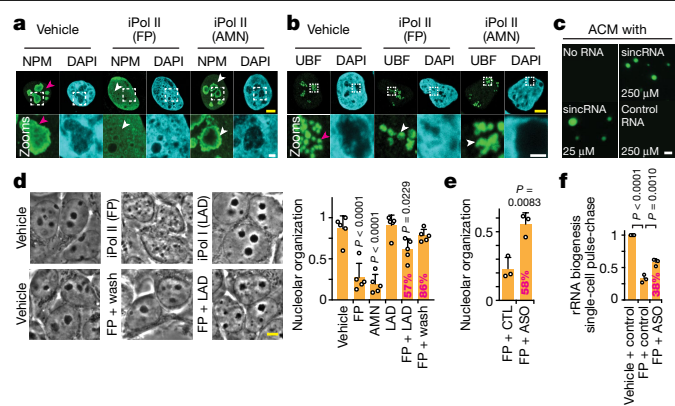 a
iPol II iPol II
Vehicle (FP) (AMN)
NPM DAPI NPM DAPI NPM DAPI
Zooms
b
iPol II iPol II
Vehicle (FP) (AMN)
UBF DAPI UBF DAPI UBF DAPI
Zooms
c
ACM with
No RNA sincRNA
250 μM
sincRNA Control
RNA
25 μM 250 μM
d
Vehicle iPol II (FP) iPol I (LAD)
Vehicle FP + wash FP + LAD
Nucleolar organization
1
0.5
0
P < 0.0001
P < 0.0001
P = 0.0229
57%
86%
Vehicle
FP
AMN
LAD
FP + LAD
FP + wash
e
P =
0.0083
Nucleolar organization
0.5
0
58%
FP + CTL
FP + ASO
f
P < 0.0001
P = 0.0010
rRNA biogenesis
single-cell pulse-chase
1.0
0.5
0
38%
Vehicle + control
FP + control
FP + ASO